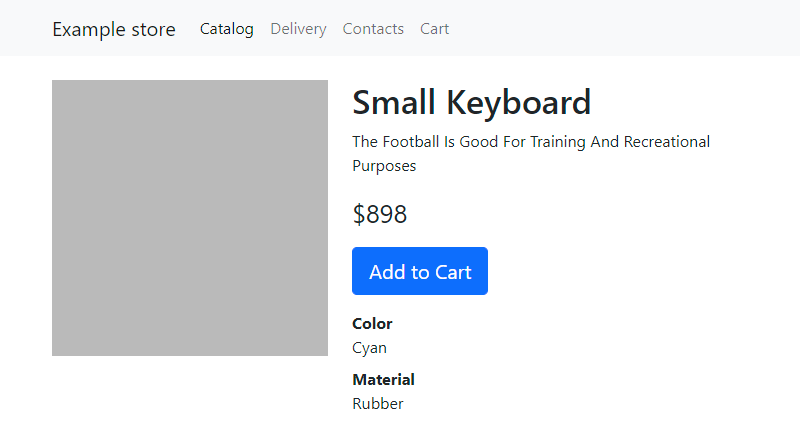 Example store Catalog Delivery Contacts Cart
Small Keyboard
The Football Is Good For Training And Recreational
Purposes
$898
Add to Cart
Color
Cyan
Material
Rubber